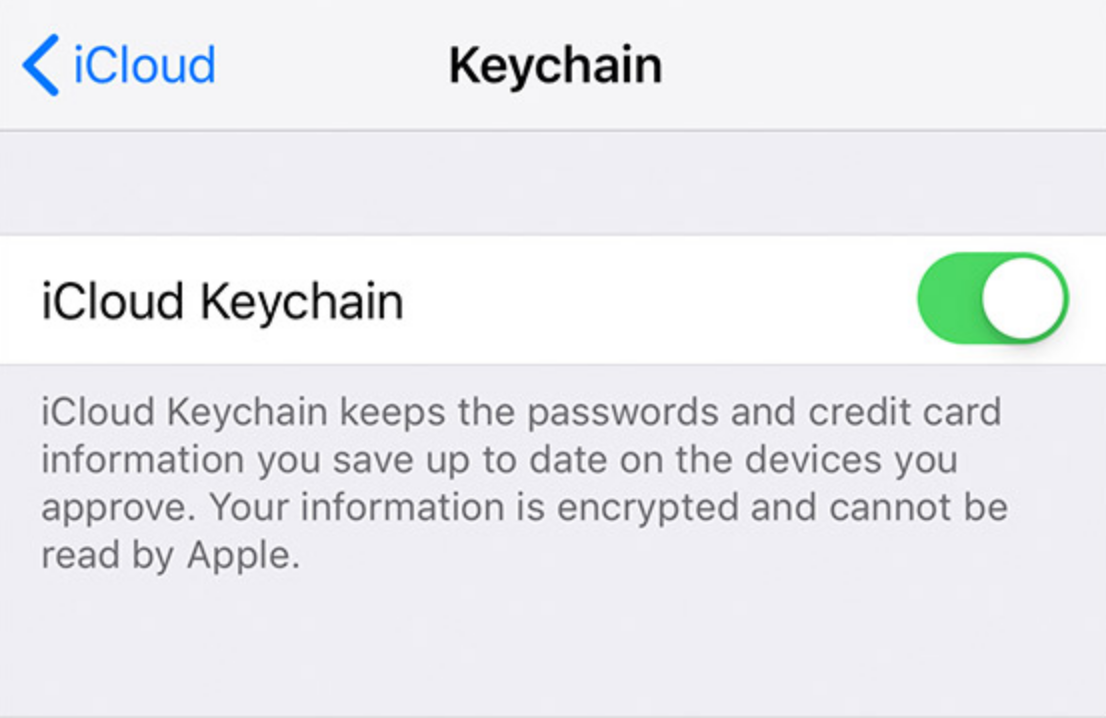 iCloud
Keychain
iCloud Keychain
iCloud Keychain keeps the passwords and credit card
information you save up to date on the devices you
approve. Your information is encrypted and cannot be
read by Apple.